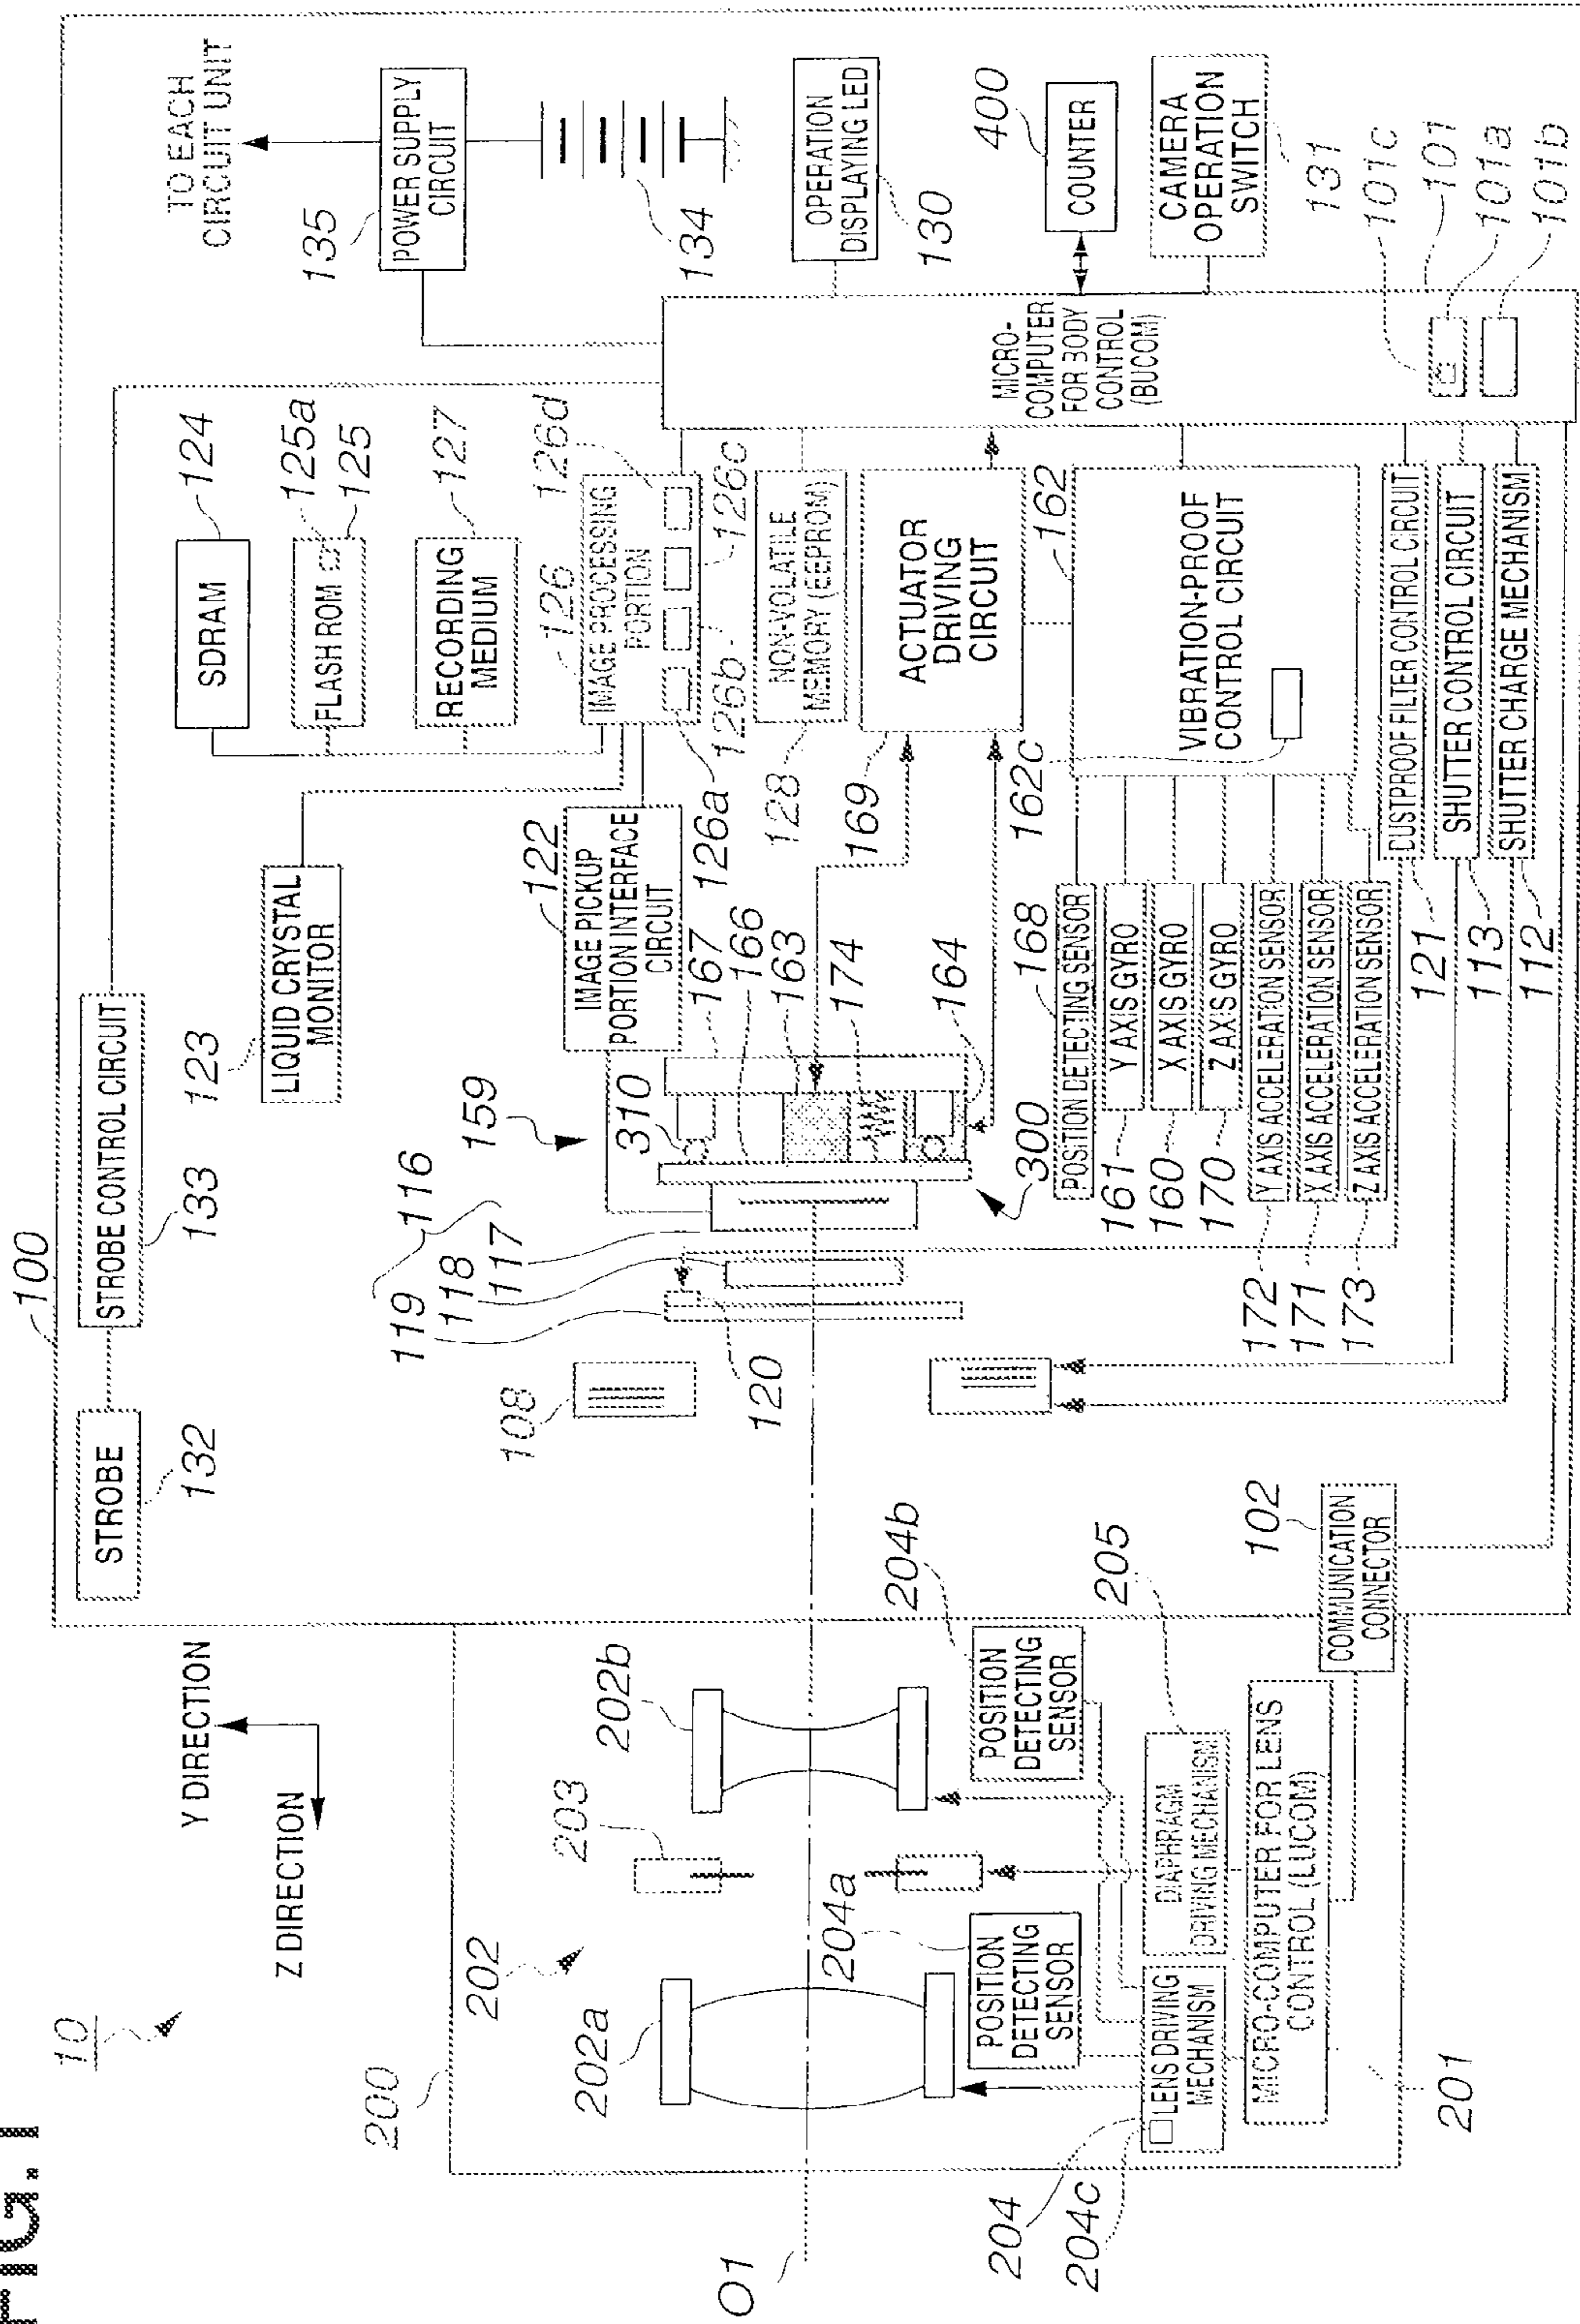 FIG.1
10
100
STROBE
132
STROBE CONTROL CIRCUIT
133
TO EACH
CIRCUIT UNIT
135
POWER SUPPLY
CIRCUIT
134
Y DIRECTION
Z DIRECTION
SDRAM
124
FLASH ROM
125a
125
RECORDING
MEDIUM
127
LIQUID CRYSTAL
MONITOR
123
IMAGE PROCESSING
PORTION
126
126a
126b
126c
126d
IMAGE PICKUP
PORTION INTERFACE
CIRCUIT
122
NON-VOLATILE
MEMORY (EEPROM)
128
ACTUATOR
DRIVING
CIRCUIT
169
OPERATION
DISPLAYING LED
130
COUNTER
400
CAMERA
OPERATION
SWITCH
131
MICRO-
COMPUTER
FOR BODY
CONTROL
(BUCOM)
101c
101
101a
101b
VIBRATION-PROOF
CONTROL CIRCUIT
162
162c
159
116
119
118
117
310
167
166
163
174
164
300
108
120
POSITION DETECTING SENSOR
168
Y AXIS GYRO
161
X AXIS GYRO
160
Z AXIS GYRO
170
Y AXIS ACCELERATION SENSOR
172
X AXIS ACCELERATION SENSOR
171
Z AXIS ACCELERATION SENSOR
173
DUSTPROOF FILTER CONTROL CIRCUIT
121
SHUTTER CONTROL CIRCUIT
113
SHUTTER CHARGE MECHANISM
112
200
202
202a
202b
203
204a
POSITION
DETECTING
SENSOR
204b
POSITION
DETECTING
SENSOR
205
DIAPHRAGM
DRIVING MECHANISM
LENS DRIVING
MECHANISM
204
204c
MICRO-COMPUTER FOR LENS
CONTROL (LUCOM)
201
COMMUNICATION
CONNECTOR
102
O1